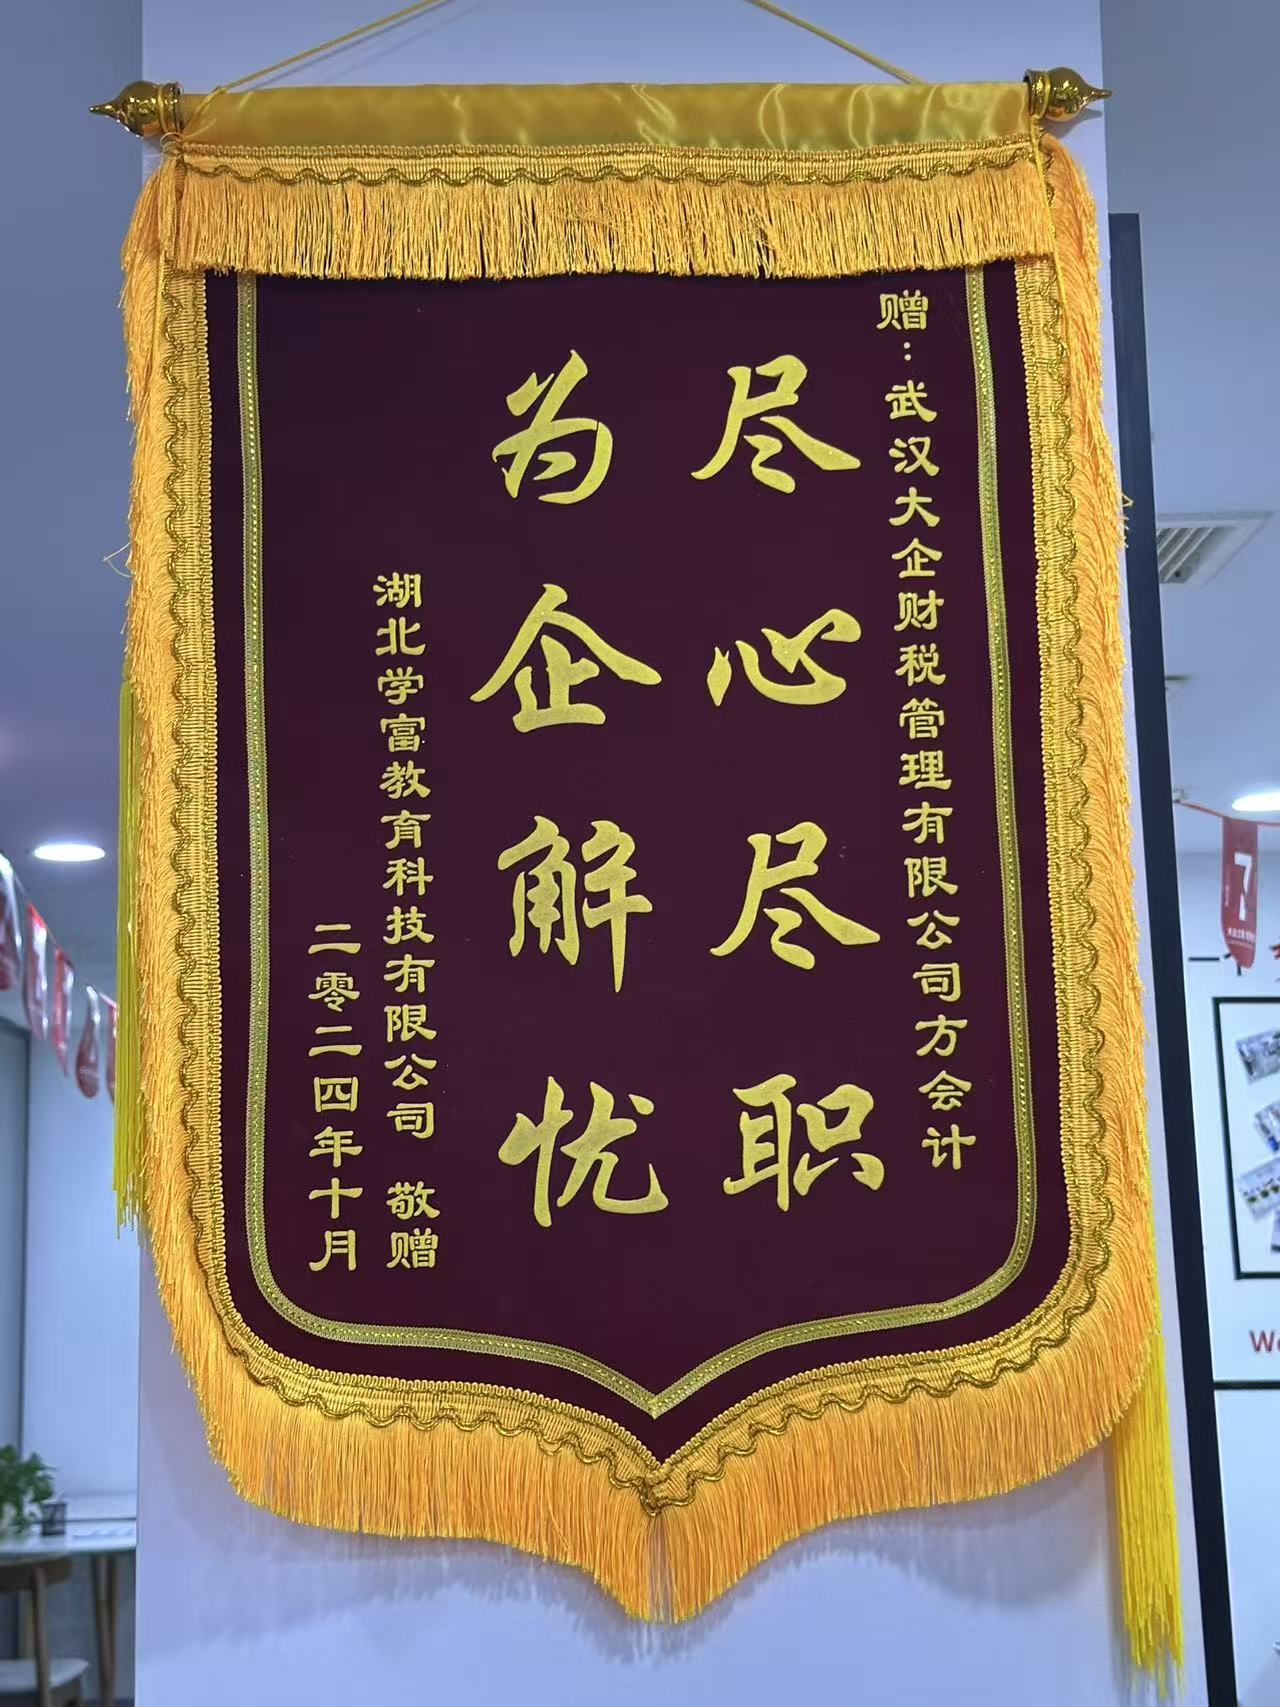 赠：武汉大企财税管理有限公司方会计
尽心尽职
为企解忧
湖北学富教育科技有限公司 敬赠
二零二四年十月
7
We